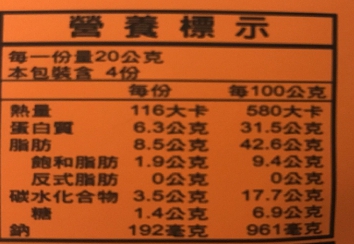 營養標示
每一份量20公克
本包裝含 4份
每份 每100公克
熱量 116大卡 580大卡
蛋白質 6.3公克 31.5公克
脂肪 8.5公克 42.6公克
飽和脂肪 1.9公克 9.4公克
反式脂肪 0公克 0公克
碳水化合物 3.5公克 17.7公克
糖 1.4公克 6.9公克
鈉 192毫克 961毫克